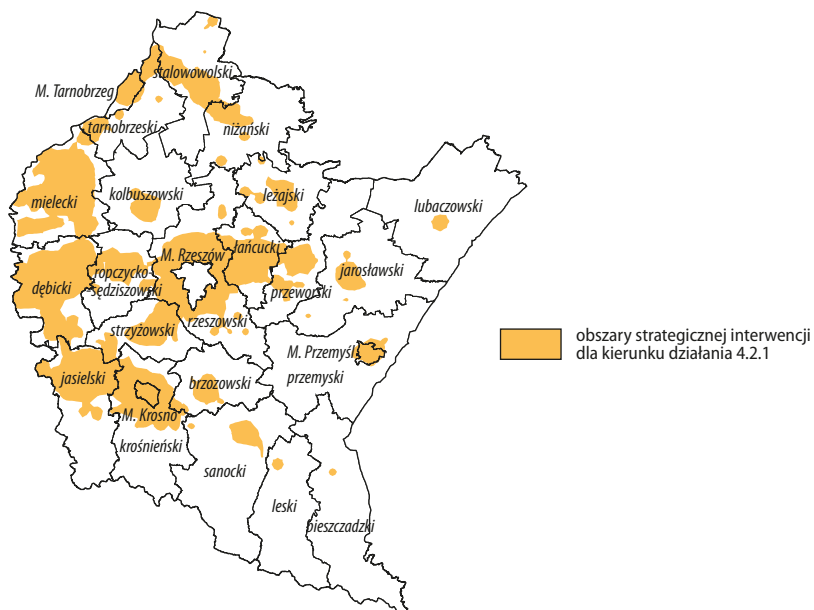 stalowowolski
M. Tarnobrzeg
tarnobrzeski
niżański
mielecki
kolbuszowski
leżajski
lubaczowski
M. Rzeszów
łańcucki
dębicki
ropczycko-
sędziszowski
jarosławski
przeworski
strzyżowski
rzeszowski
M. Przemyśl
przemyski
jasielski
brzozowski
M. Krosno
krośnieński
sanocki
leski
bieszczadzki
obszary strategicznej interwencji
dla kierunku działania 4.2.1